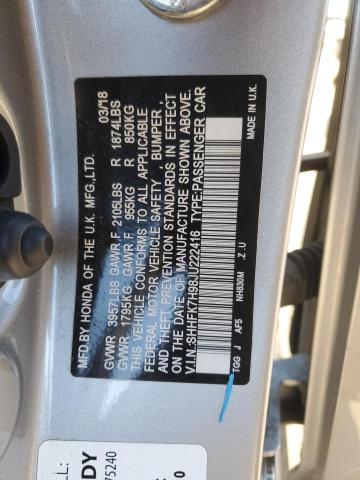 MFD.BY HONDA OF THE
U.K. MFG.,LTD. 03/18
GVWR 3957LBS GAWR F 2105LBS R 1874LBS
GVWR 1795KG GAWR F 955KG R 850KG
THIS VEHICLE CONFORMS TO ALL APPLICABLE
FEDERAL MOTOR VEHICLE SAFETY , BUMPER ,
AND THEFT PREVENTION STANDARDS IN EFFECT
ON THE DATE OF MANUFACTURE SHOWN ABOVE.
V.I.N.:SHHFK7H98JU222416 TYPE:PASSENGER CAR
TGG J AF5 NH830M .Z .U MADE IN U.K.
75240